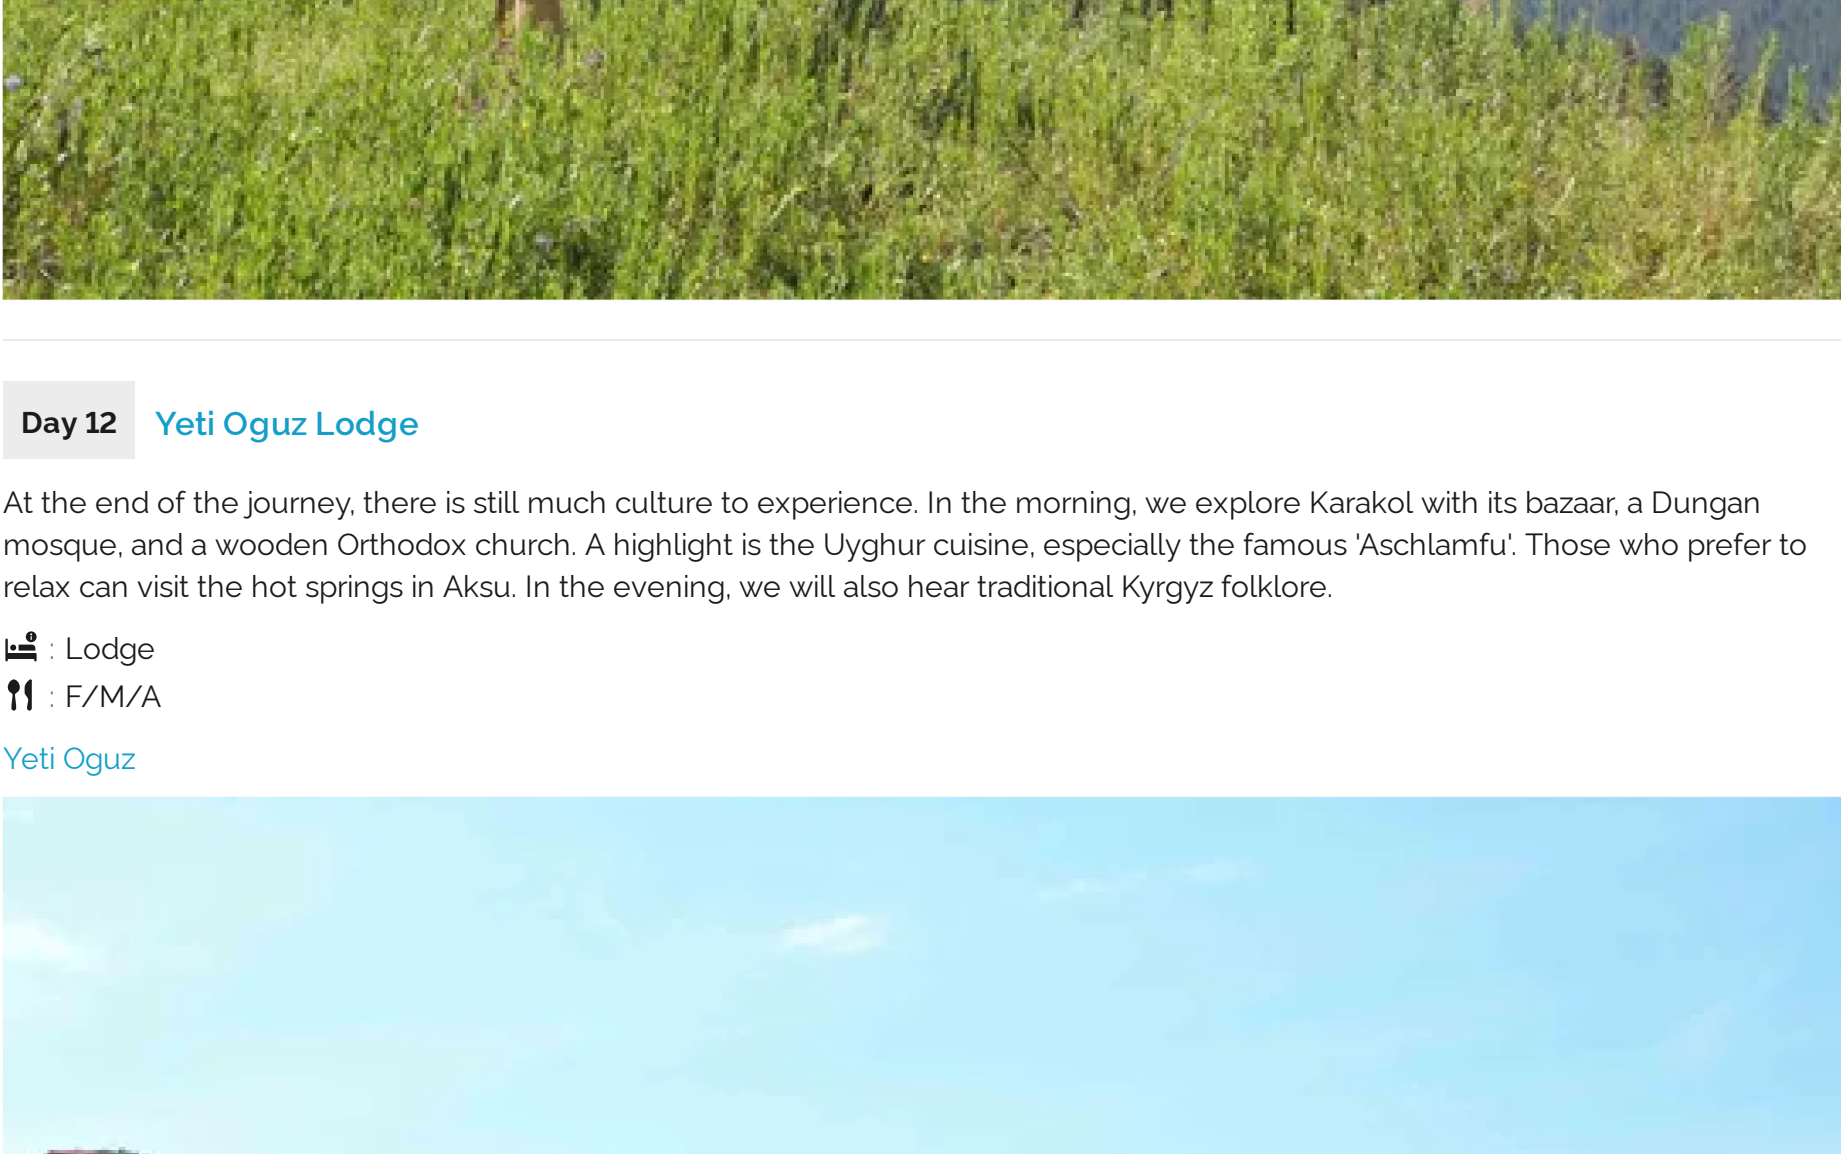 Day 12
Yeti Oguz Lodge
At the end of the journey, there is still much culture to experience. In the morning, we explore Karakol with its bazaar, a Dungan
mosque, and a wooden Orthodox church. A highlight is the Uyghur cuisine, especially the famous 'Aschlamfu'. Those who prefer to
relax can visit the hot springs in Aksu. In the evening, we will also hear traditional Kyrgyz folklore.
: Lodge
: F/M/A
Yeti Oguz